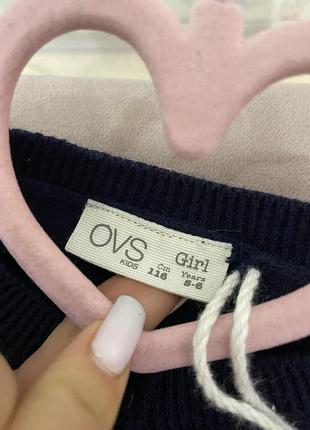 OVS
KIDS
Cm
116
Girl
Years
5-6